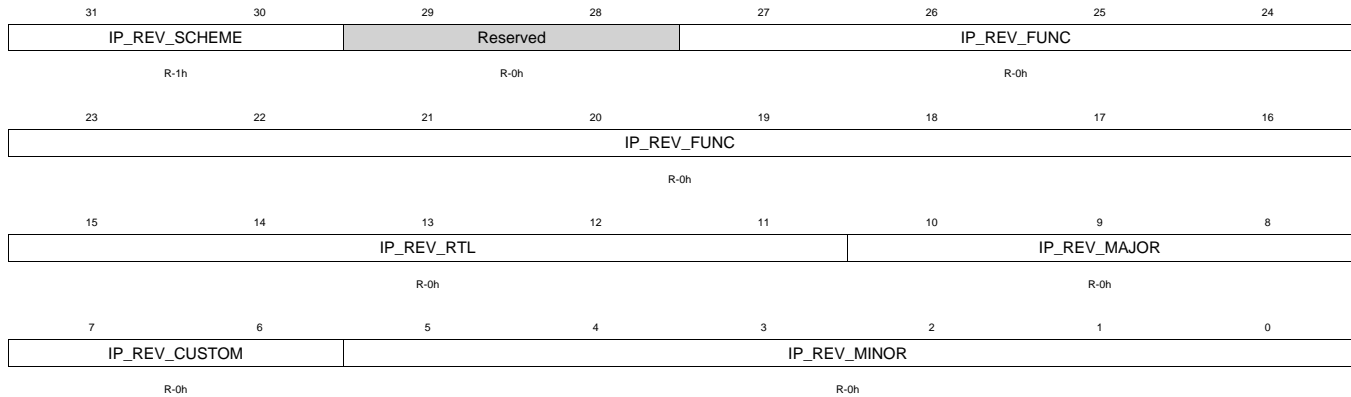 31 30 29 28 27 26 25 24
IP_REV_SCHEME Reserved IP_REV_FUNC
R-1h R-0h R-0h
23 22 21 20 19 18 17 16
IP_REV_FUNC
R-0h
15 14 13 12 11 10 9 8
IP_REV_RTL IP_REV_MAJOR
R-0h R-0h
7 6 5 4 3 2 1 0
IP_REV_CUSTOM IP_REV_MINOR
R-0h R-0h